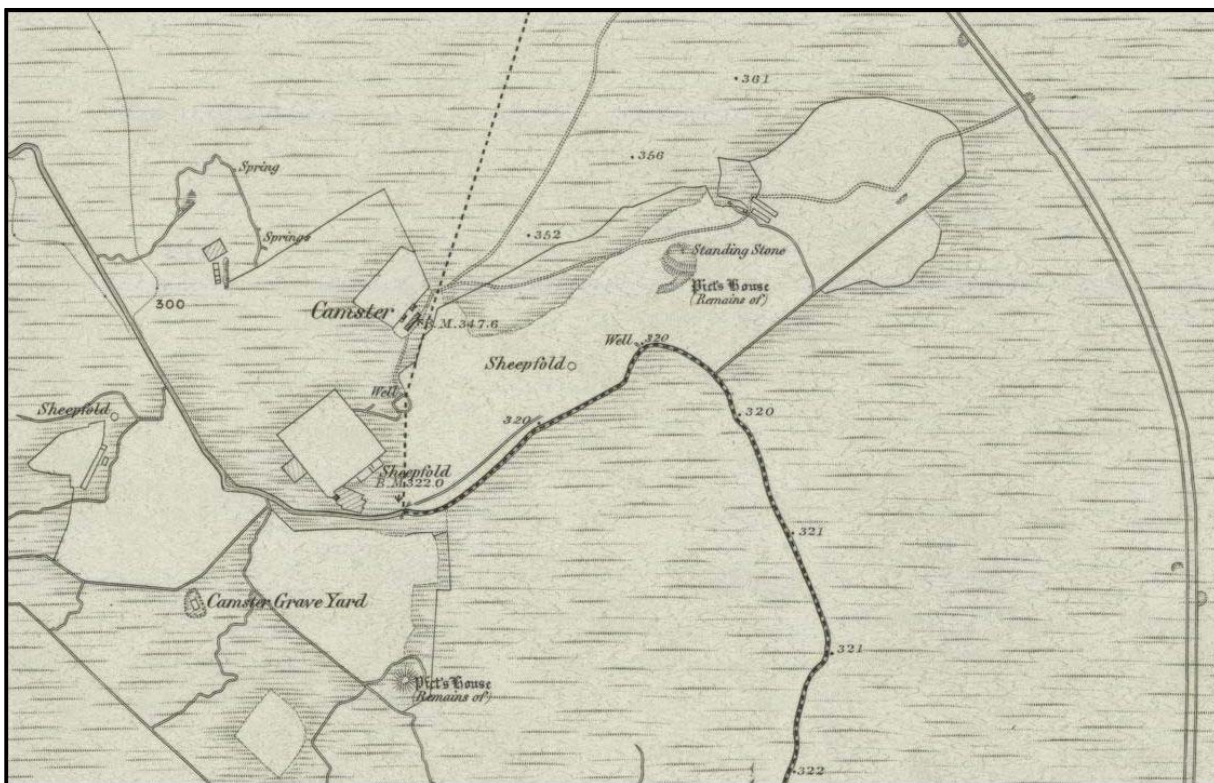 .361
.356
Spring
Springs
.352
Standing Stone
Pict's House
(Remains of)
300
Camster
B.M.347.6
Well
.320
Sheepfold
Well
Sheepfold
320
.320
Sheepfold
B.M.322.0
.321
Camster Grave Yard
.321
Pict's House
(Remains of)
.322